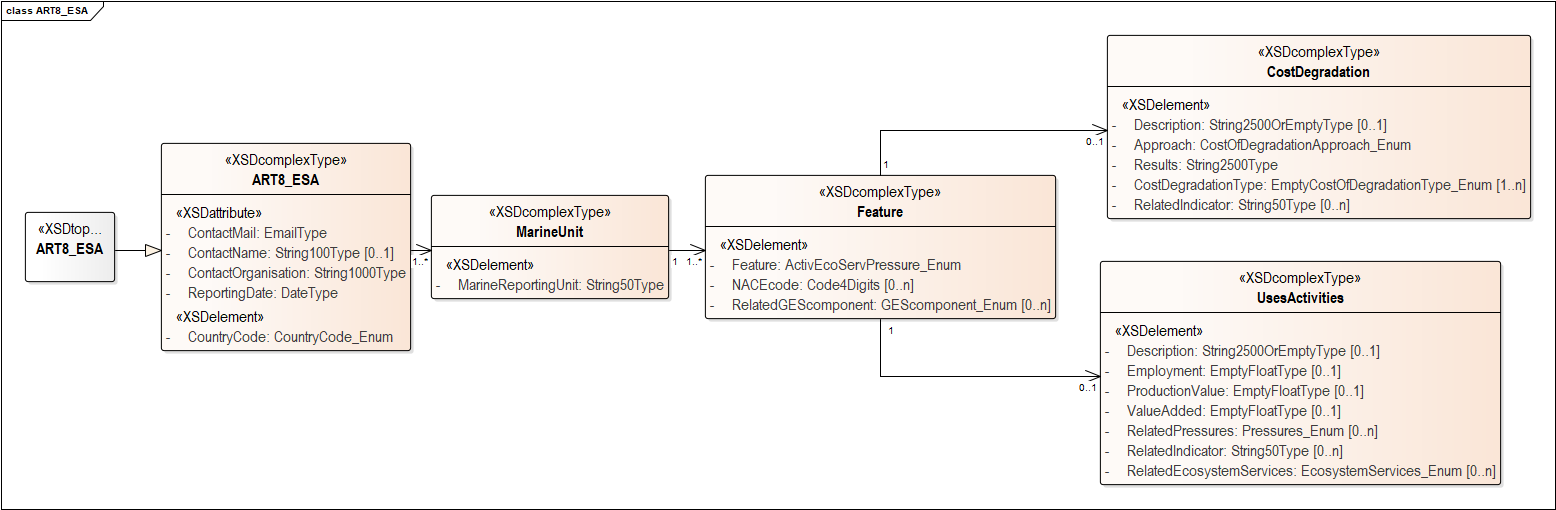 class ART8_ESA
«XSDtop...
ART8_ESA
«XSDcomplexType»
ART8_ESA
«XSDattribute»
- ContactMail: EmailType
- ContactName: String100Type [0..1]
- ContactOrganisation: String1000Type
- ReportingDate: DateType
«XSDelement»
- CountryCode: CountryCode_Enum
1..*
«XSDcomplexType»
MarineUnit
«XSDelement»
- MarineReportingUnit: String50Type
1
1..*
«XSDcomplexType»
Feature
«XSDelement»
- Feature: ActivEcoServPressure_Enum
- NACEcode: Code4Digits [0..n]
- RelatedGEScomponent: GEScomponent_Enum [0..n]
1
0..1
«XSDcomplexType»
CostDegradation
«XSDelement»
- Description: String2500OrEmptyType [0..1]
- Approach: CostOfDegradationApproach_Enum
- Results: String2500Type
- CostDegradationType: EmptyCostOfDegradationType_Enum [1..n]
- RelatedIndicator: String50Type [0..n]
1
0..1
«XSDcomplexType»
UsesActivities
«XSDelement»
- Description: String2500OrEmptyType [0..1]
- Employment: EmptyFloatType [0..1]
- ProductionValue: EmptyFloatType [0..1]
- ValueAdded: EmptyFloatType [0..1]
- RelatedPressures: Pressures_Enum [0..n]
- RelatedIndicator: String50Type [0..n]
- RelatedEcosystemServices: EcosystemServices_Enum [0..n]